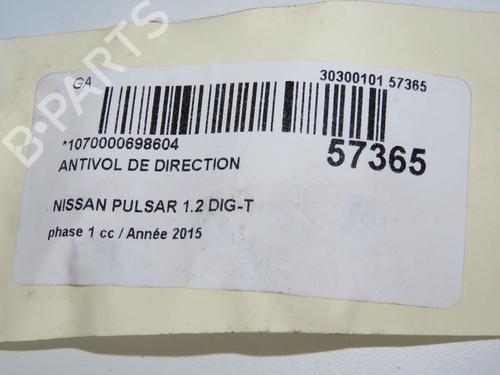 B-PARTS
GA
30300101 57365
*1070000698604
57365
ANTIVOL DE DIRECTION
NISSAN PULSAR 1.2 DIG-T
phase 1 cc / Année 2015